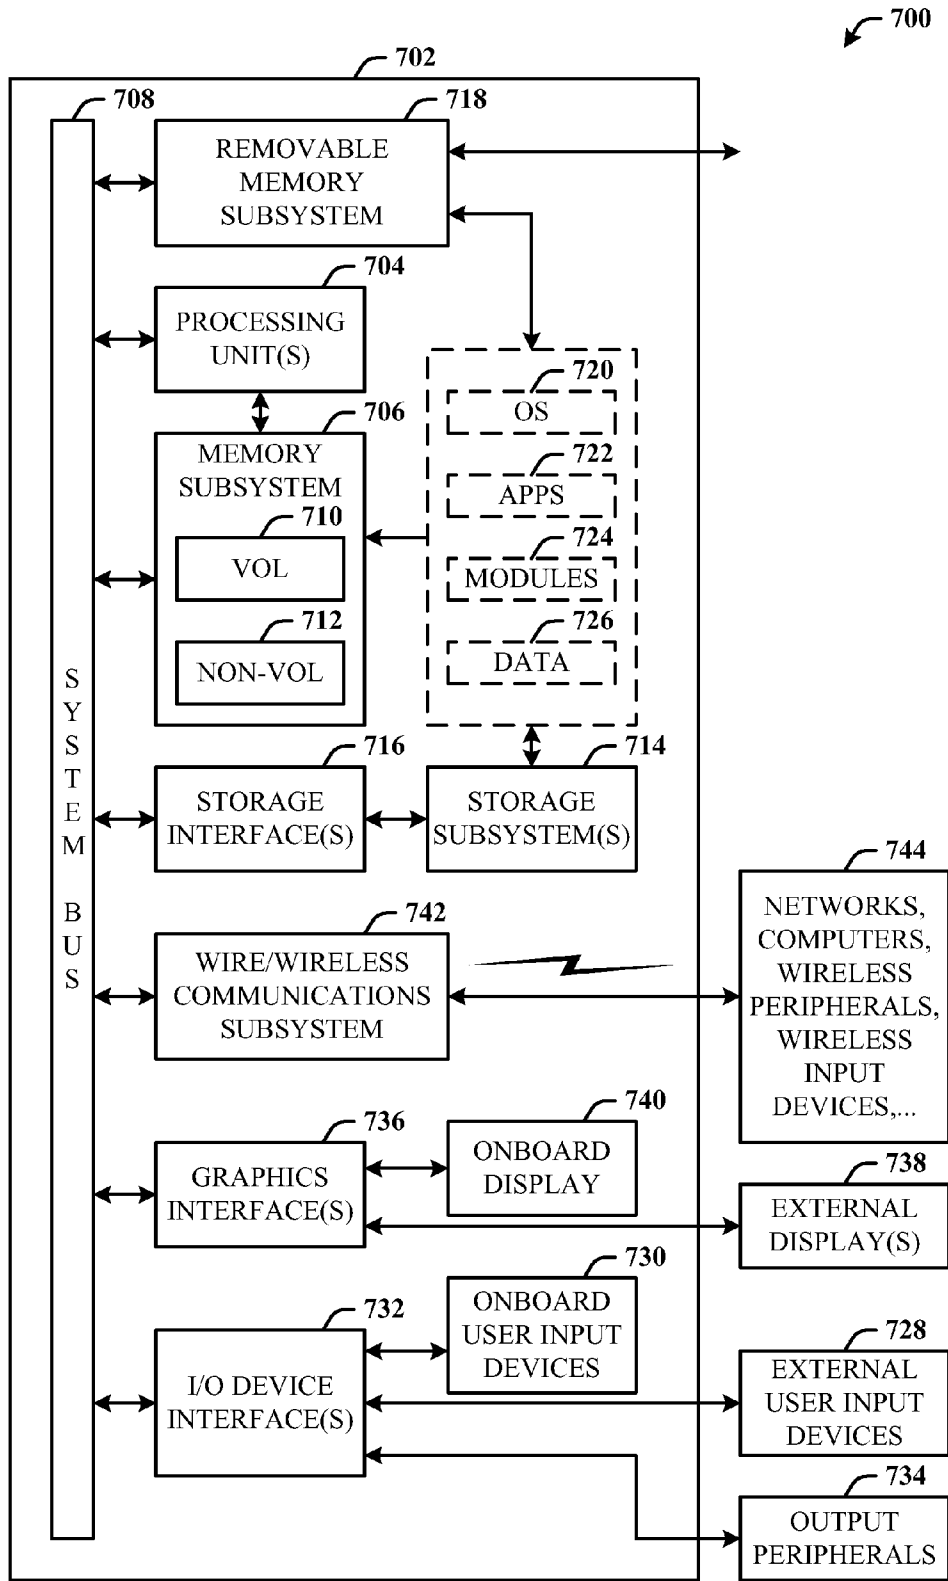 700
702
708
718
REMOVABLE
MEMORY
SUBSYSTEM
704
PROCESSING
UNIT(S)
706
MEMORY
SUBSYSTEM
710
VOL
712
NON-VOL
720
OS
722
APPS
724
MODULES
726
DATA
SYSTEM BUS
716
STORAGE
INTERFACE(S)
714
STORAGE
SUBSYSTEM(S)
742
WIRE/WIRELESS
COMMUNICATIONS
SUBSYSTEM
744
NETWORKS,
COMPUTERS,
WIRELESS
PERIPHERALS,
WIRELESS
INPUT
DEVICES,...
736
GRAPHICS
INTERFACE(S)
740
ONBOARD
DISPLAY
738
EXTERNAL
DISPLAY(S)
732
I/O DEVICE
INTERFACE(S)
730
ONBOARD
USER INPUT
DEVICES
728
EXTERNAL
USER INPUT
DEVICES
734
OUTPUT
PERIPHERALS